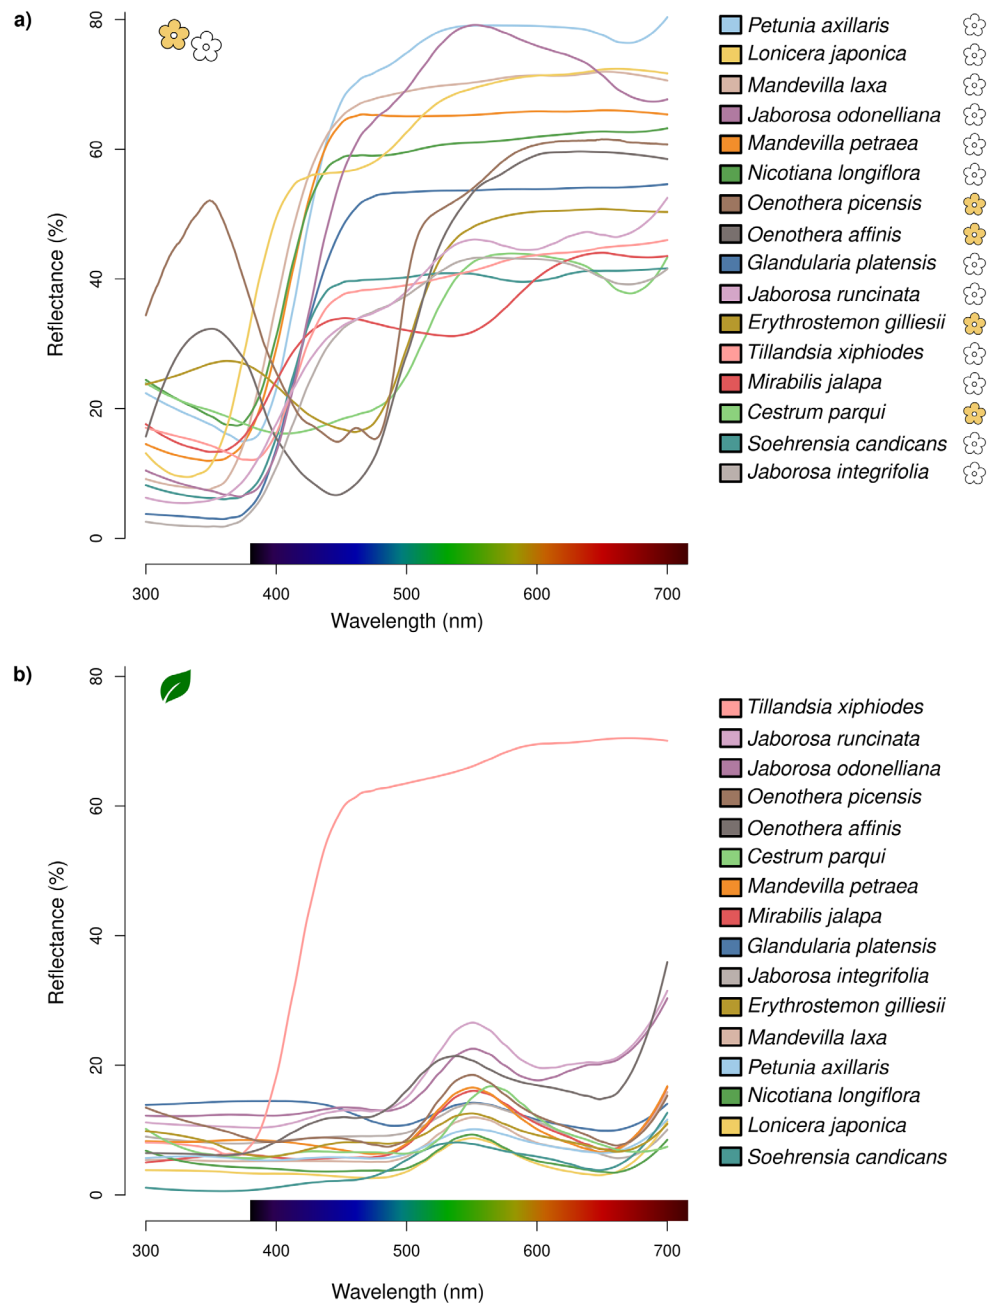 a)
80
60
40
20
0
Reflectance (%)
300 400 500 600 700
Wavelength (nm)
Petunia axillaris
Lonicera japonica
Mandevilla laxa
Jaborosa odonelliana
Mandevilla petraea
Nicotiana longiflora
Oenothera picensis
Oenothera affinis
Glandularia platensis
Jaborosa runcinata
Erythrostemon gilliesii
Tillandsia xiphiodes
Mirabilis jalapa
Cestrum parqui
Soehrensia candicans
Jaborosa integrifolia
b)
80
60
40
20
0
Reflectance (%)
300 400 500 600 700
Wavelength (nm)
Tillandsia xiphiodes
Jaborosa runcinata
Jaborosa odonelliana
Oenothera picensis
Oenothera affinis
Cestrum parqui
Mandevilla petraea
Mirabilis jalapa
Glandularia platensis
Jaborosa integrifolia
Erythrostemon gilliesii
Mandevilla laxa
Petunia axillaris
Nicotiana longiflora
Lonicera japonica
Soehrensia candicans